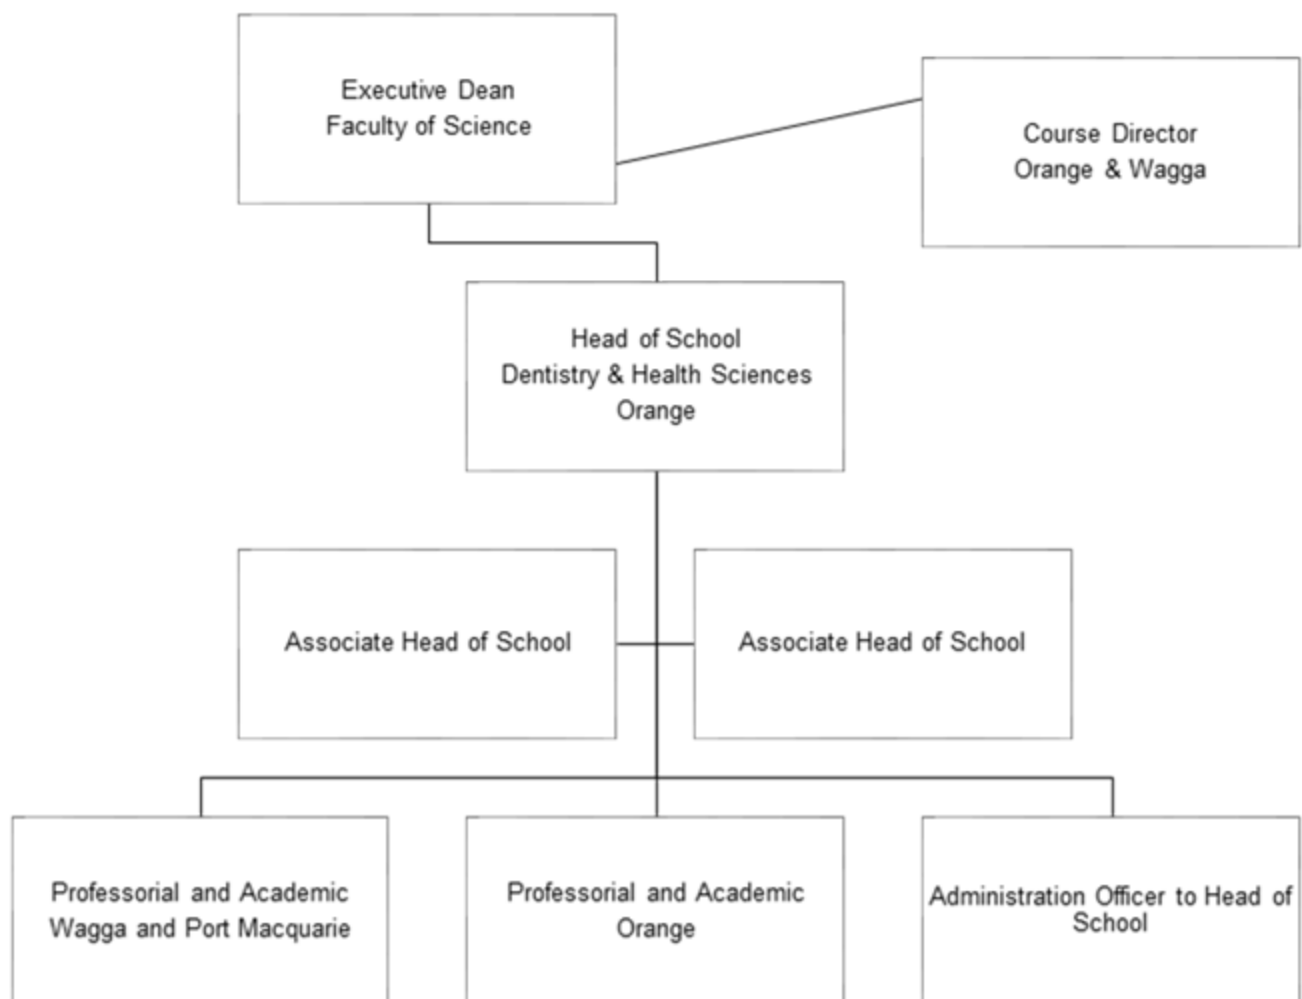 Executive Dean
Faculty of Science
Course Director
Orange & Wagga
Head of School
Dentistry & Health Sciences
Orange
Associate Head of School
Associate Head of School
Professorial and Academic
Wagga and Port Macquarie
Professorial and Academic
Orange
Administration Officer to Head of
School